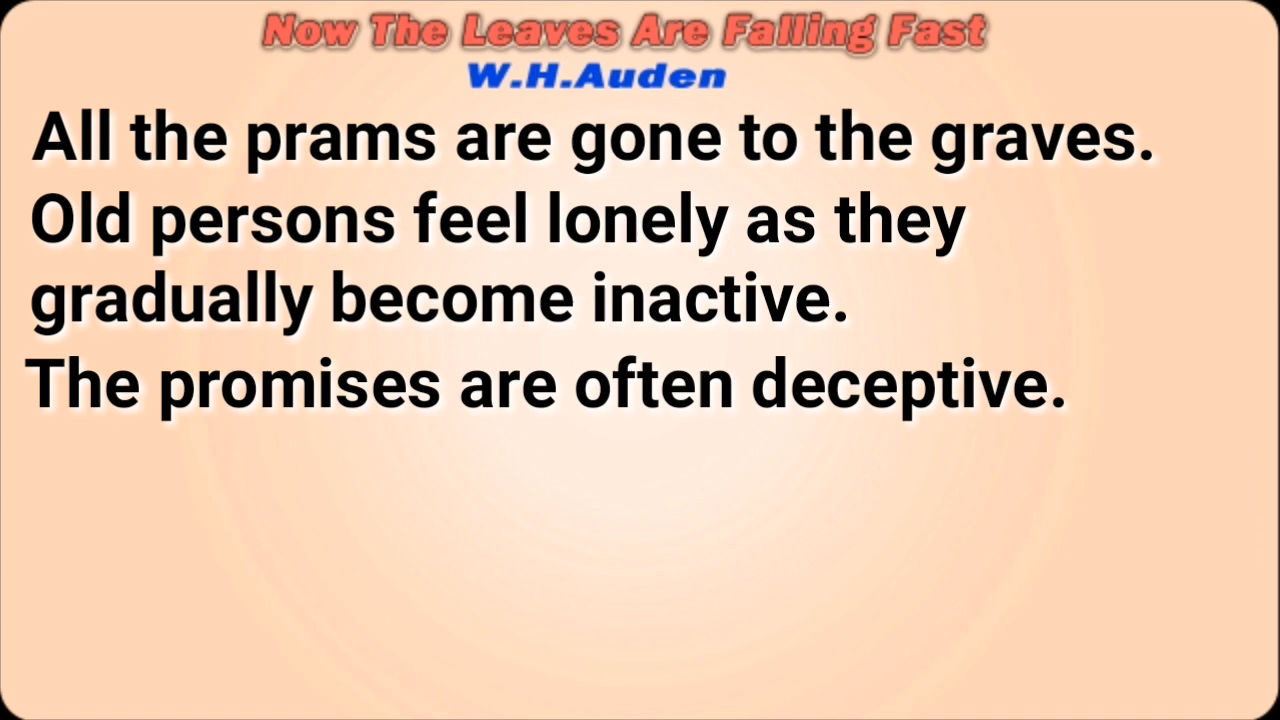 Now The Leaves Are Falling Fast
W.H.Auden
All the prams are gone to the graves.
Old persons feel lonely as they
gradually become inactive.
The promises are often deceptive.